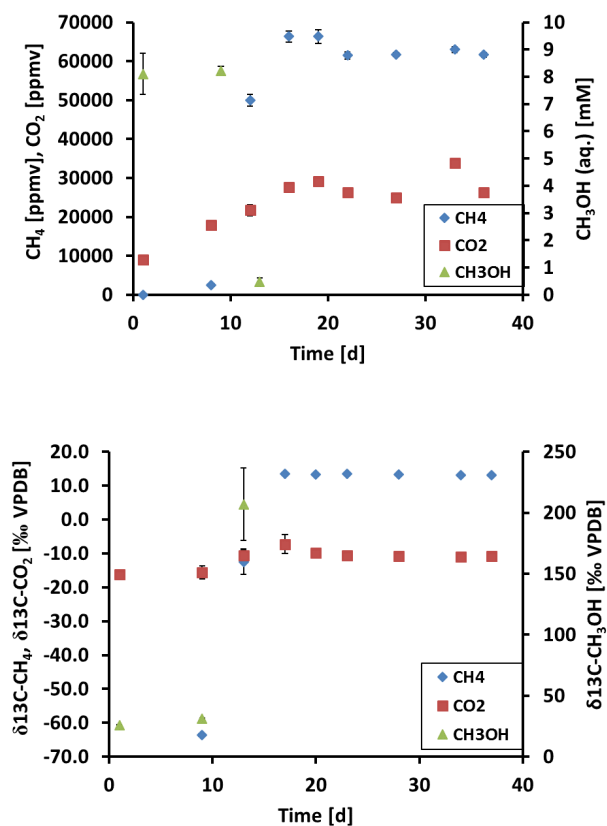 70000
60000
50000
40000
30000
20000
10000
0
CH₄ [ppmv], CO₂ [ppmv]
10
9
8
7
6
5
4
3
2
1
0
CH₃OH (aq.) [mM]
CH4
CO2
CH3OH
0 10 20 30 40
Time [d]
20.0
10.0
0.0
-10.0
-20.0
-30.0
-40.0
-50.0
-60.0
-70.0
δ13C-CH₄, δ13C-CO₂ [‰ VPDB]
250
200
150
100
50
0
δ13C-CH₃OH [‰ VPDB]
CH4
CO2
CH3OH
0 10 20 30 40
Time [d]